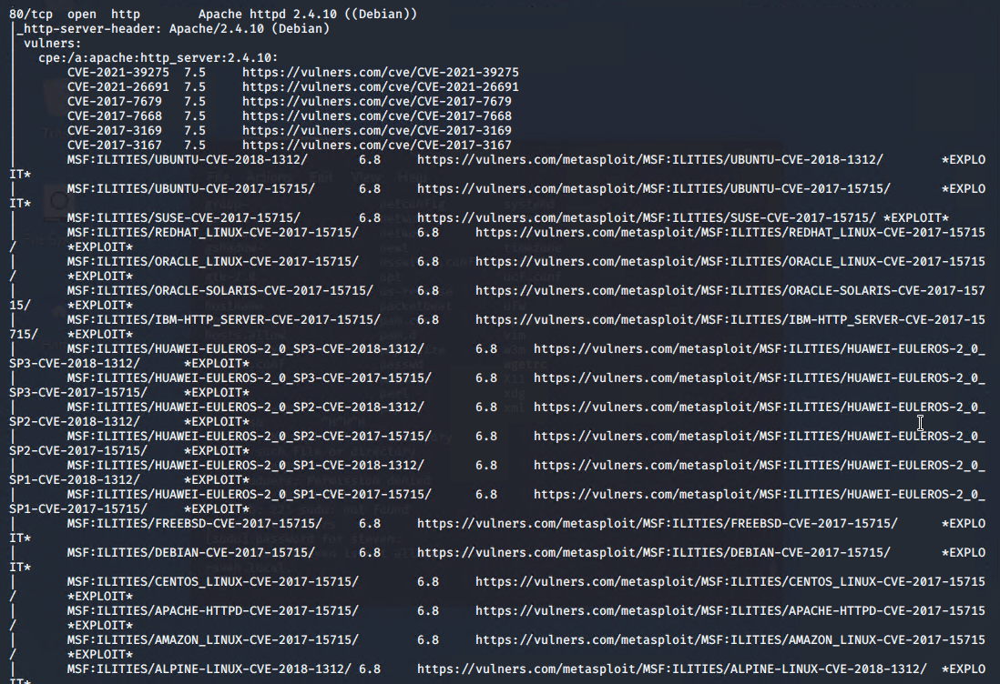 80/tcp  open  http        Apache httpd 2.4.10 ((Debian))
|_http-server-header: Apache/2.4.10 (Debian)
| vulners:
|   cpe:/a:apache:http_server:2.4.10:
|       CVE-2021-39275  7.5     https://vulners.com/cve/CVE-2021-39275
|       CVE-2021-26691  7.5     https://vulners.com/cve/CVE-2021-26691
|       CVE-2017-7679   7.5     https://vulners.com/cve/CVE-2017-7679
|       CVE-2017-7668   7.5     https://vulners.com/cve/CVE-2017-7668
|       CVE-2017-3169   7.5     https://vulners.com/cve/CVE-2017-3169
|       CVE-2017-3167   7.5     https://vulners.com/cve/CVE-2017-3167
|       MSF:ILITIES/UBUNTU-CVE-2018-1312/       6.8     https://vulners.com/metasploit/MSF:ILITIES/UBUNTU-CVE-2018-1312/        *EXPLO
IT*
|       MSF:ILITIES/UBUNTU-CVE-2017-15715/      6.8     https://vulners.com/metasploit/MSF:ILITIES/UBUNTU-CVE-2017-15715/       *EXPLO
IT*
|       MSF:ILITIES/SUSE-CVE-2017-15715/        6.8     https://vulners.com/metasploit/MSF:ILITIES/SUSE-CVE-2017-15715/ *EXPLOIT*
|       MSF:ILITIES/REDHAT_LINUX-CVE-2017-15715/        6.8     https://vulners.com/metasploit/MSF:ILITIES/REDHAT_LINUX-CVE-2017-15715
/       *EXPLOIT*
|       MSF:ILITIES/ORACLE_LINUX-CVE-2017-15715/        6.8     https://vulners.com/metasploit/MSF:ILITIES/ORACLE_LINUX-CVE-2017-15715
/       *EXPLOIT*
|       MSF:ILITIES/ORACLE-SOLARIS-CVE-2017-15715/      6.8     https://vulners.com/metasploit/MSF:ILITIES/ORACLE-SOLARIS-CVE-2017-157
15/     *EXPLOIT*
|       MSF:ILITIES/IBM-HTTP_SERVER-CVE-2017-15715/     6.8     https://vulners.com/metasploit/MSF:ILITIES/IBM-HTTP_SERVER-CVE-2017-15
715/    *EXPLOIT*
|       MSF:ILITIES/HUAWEI-EULEROS-2_0_SP3-CVE-2018-1312/       6.8     https://vulners.com/metasploit/MSF:ILITIES/HUAWEI-EULEROS-2_0_
SP3-CVE-2018-1312/      *EXPLOIT*
|       MSF:ILITIES/HUAWEI-EULEROS-2_0_SP3-CVE-2017-15715/      6.8     https://vulners.com/metasploit/MSF:ILITIES/HUAWEI-EULEROS-2_0_
SP3-CVE-2017-15715/     *EXPLOIT*
|       MSF:ILITIES/HUAWEI-EULEROS-2_0_SP2-CVE-2018-1312/       6.8     https://vulners.com/metasploit/MSF:ILITIES/HUAWEI-EULEROS-2_0_
SP2-CVE-2018-1312/      *EXPLOIT*
|       MSF:ILITIES/HUAWEI-EULEROS-2_0_SP2-CVE-2017-15715/      6.8     https://vulners.com/metasploit/MSF:ILITIES/HUAWEI-EULEROS-2_0_
SP2-CVE-2017-15715/     *EXPLOIT*
|       MSF:ILITIES/HUAWEI-EULEROS-2_0_SP1-CVE-2018-1312/       6.8     https://vulners.com/metasploit/MSF:ILITIES/HUAWEI-EULEROS-2_0_
SP1-CVE-2018-1312/      *EXPLOIT*
|       MSF:ILITIES/HUAWEI-EULEROS-2_0_SP1-CVE-2017-15715/      6.8     https://vulners.com/metasploit/MSF:ILITIES/HUAWEI-EULEROS-2_0_
SP1-CVE-2017-15715/     *EXPLOIT*
|       MSF:ILITIES/FREEBSD-CVE-2017-15715/     6.8     https://vulners.com/metasploit/MSF:ILITIES/FREEBSD-CVE-2017-15715/      *EXPLO
IT*
|       MSF:ILITIES/DEBIAN-CVE-2017-15715/      6.8     https://vulners.com/metasploit/MSF:ILITIES/DEBIAN-CVE-2017-15715/       *EXPLO
IT*
|       MSF:ILITIES/CENTOS_LINUX-CVE-2017-15715/        6.8     https://vulners.com/metasploit/MSF:ILITIES/CENTOS_LINUX-CVE-2017-15715
/       *EXPLOIT*
|       MSF:ILITIES/APACHE-HTTPD-CVE-2017-15715/        6.8     https://vulners.com/metasploit/MSF:ILITIES/APACHE-HTTPD-CVE-2017-15715
/       *EXPLOIT*
|       MSF:ILITIES/AMAZON_LINUX-CVE-2017-15715/        6.8     https://vulners.com/metasploit/MSF:ILITIES/AMAZON_LINUX-CVE-2017-15715
/       *EXPLOIT*
|       MSF:ILITIES/ALPINE-LINUX-CVE-2018-1312/ 6.8     https://vulners.com/metasploit/MSF:ILITIES/ALPINE-LINUX-CVE-2018-1312/  *EXPLO
IT*